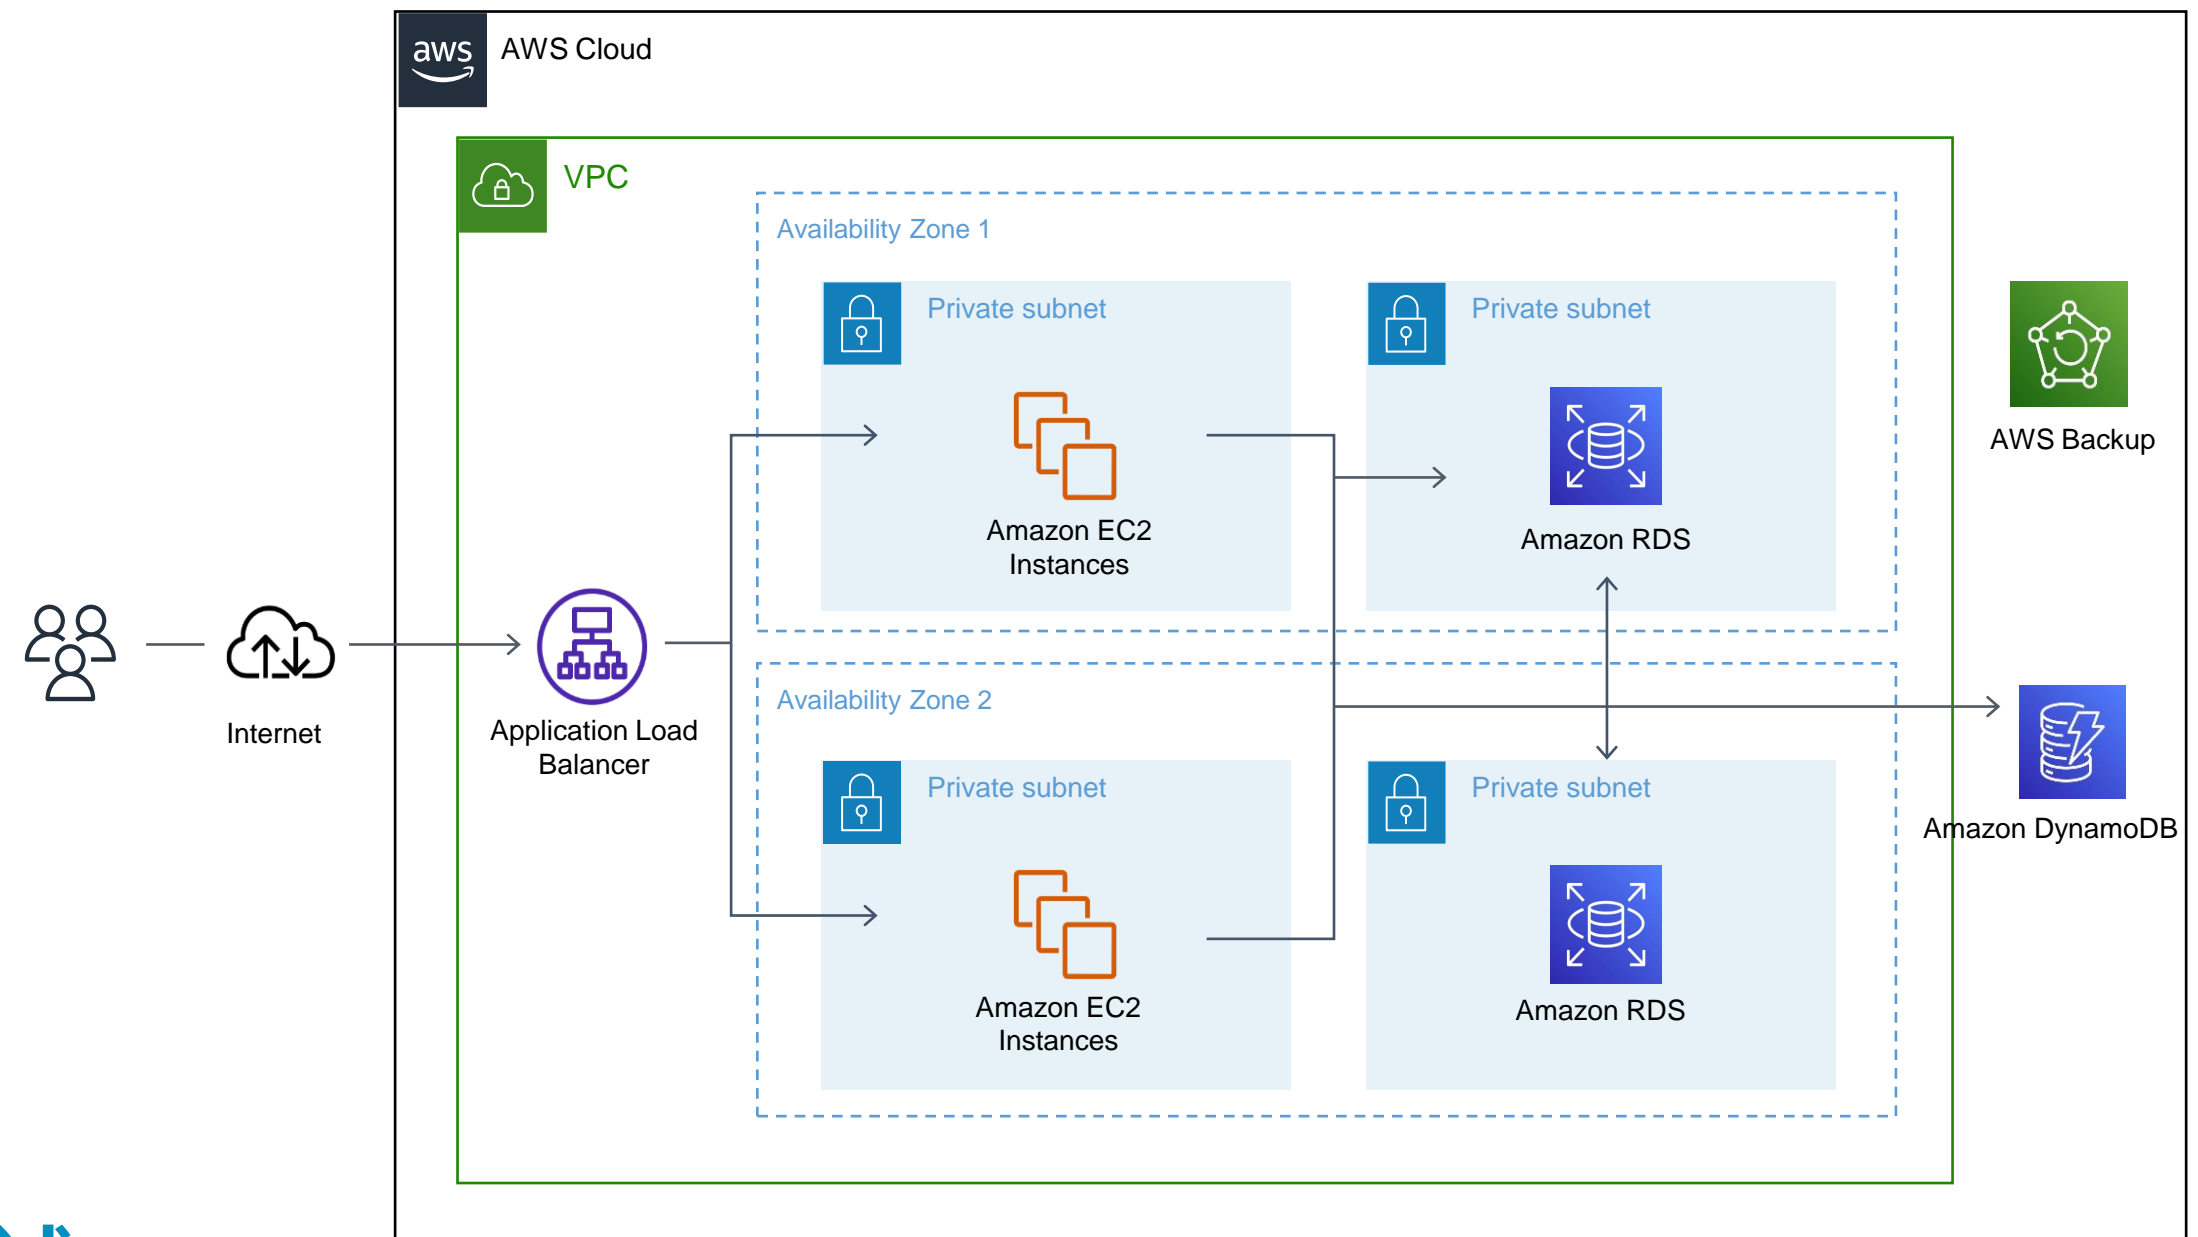 aws
AWS Cloud
VPC
Availability Zone 1
Private subnet
Private subnet
Amazon EC2
Instances
Amazon RDS
AWS Backup
Internet
Application Load
Balancer
Availability Zone 2
Private subnet
Private subnet
Amazon EC2
Instances
Amazon RDS
Amazon DynamoDB